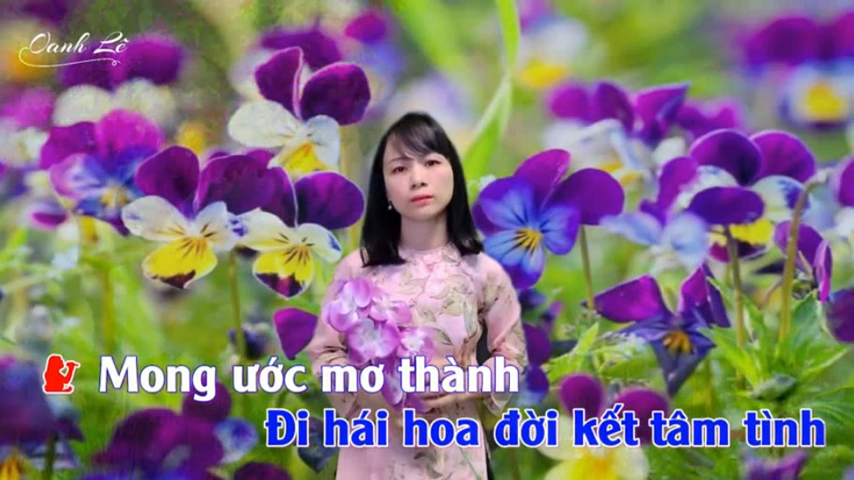 Oanh Lê
Mong ước mơ thành
Đi hái hoa đời kết tâm tình